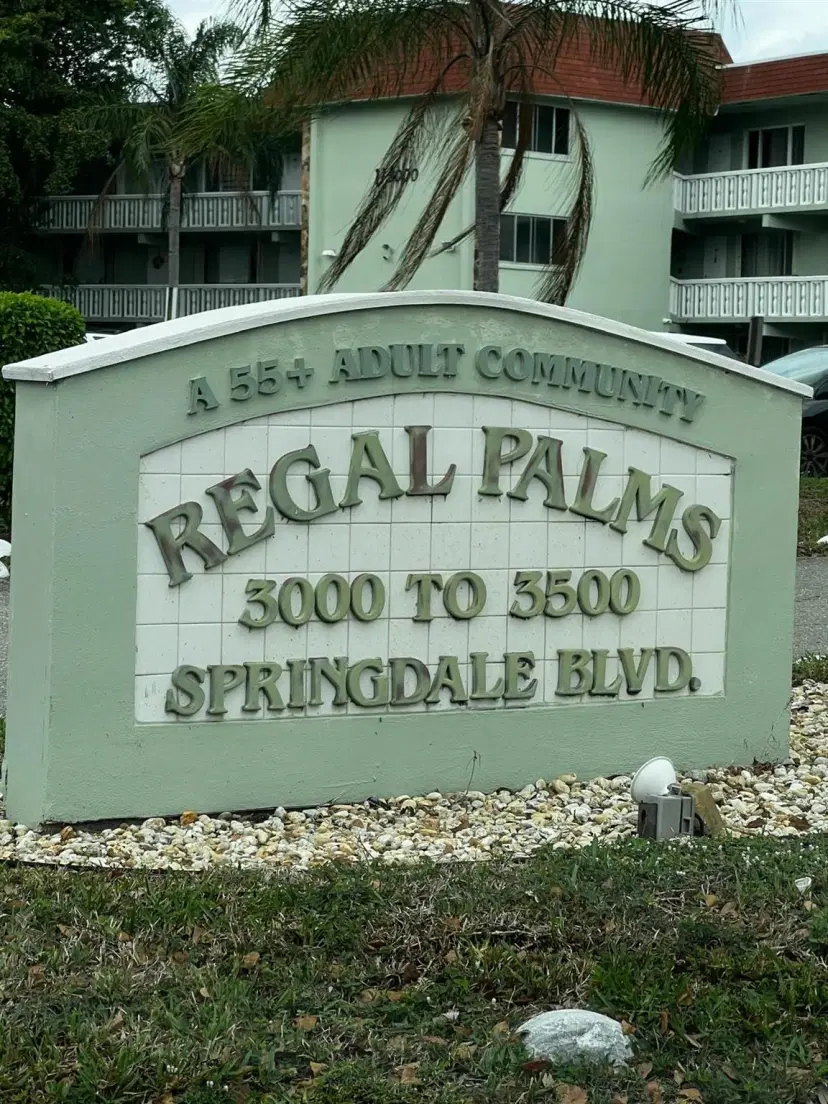 A 55+ ADULT COMMUNITY
REGAL PALMS
3000 TO 3500
SPRINGDALE BLVD.